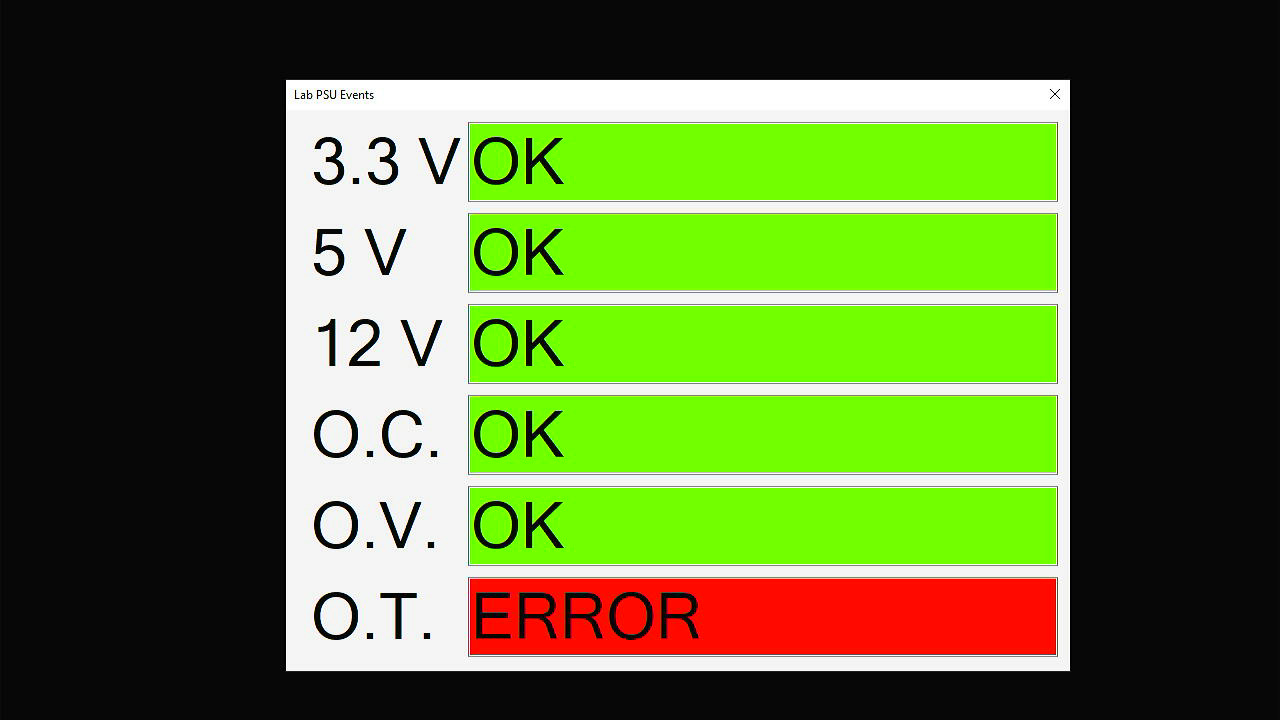 Lab PSU Events
3.3 V OK
5 V OK
12 V OK
O.C. OK
O.V. OK
O.T. ERROR